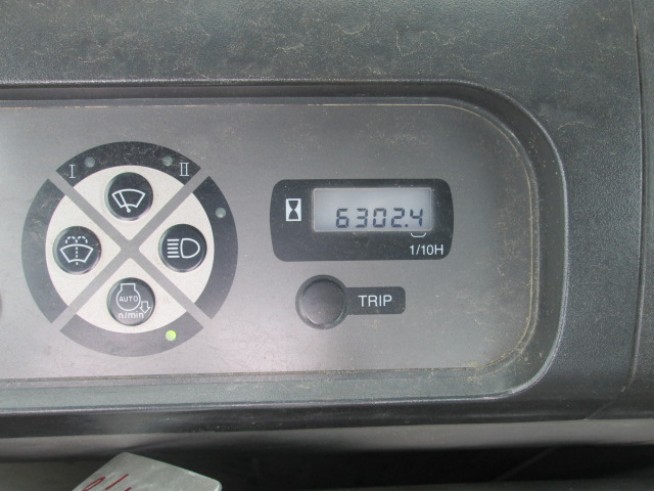 I II
6302.4
1/10H
TRIP
AUTO
n/min